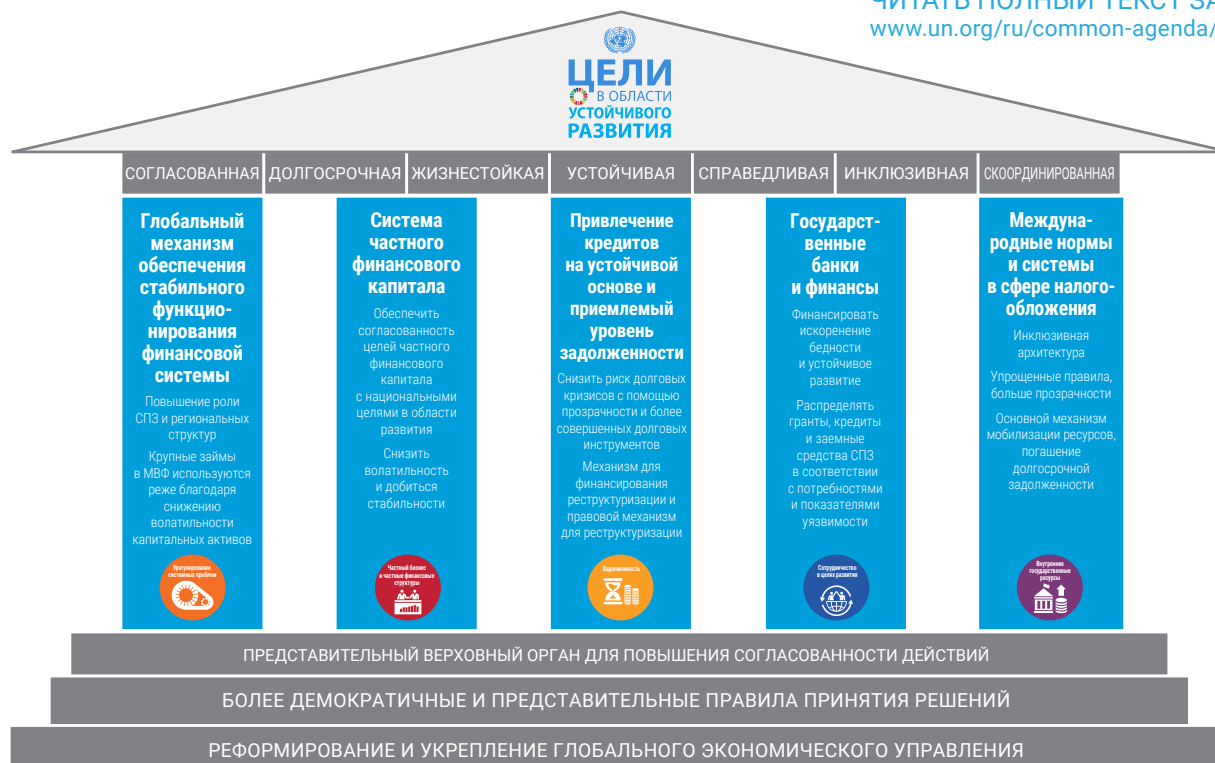 ЧИТАТЬ ПОЛНЫЙ ТЕКСТ ЗА
www.un.org/ru/common-agenda/
ЦЕЛИ
В ОБЛАСТИ
УСТОЙЧИВОГО
РАЗВИТИЯ
СОГЛАСОВАННАЯ
ДОЛГОСРОЧНАЯ
ЖИЗНЕСТОЙКАЯ
УСТОЙЧИВАЯ
СПРАВЕДЛИВАЯ
ИНКЛЮЗИВНАЯ
СКООРДИНИРОВАННАЯ
Глобальный
механизм
обеспечения
стабильного
функцио-
нирования
финансовой
системы
Повышение роли
СПЗ и региональных
структур
Крупные займы
в МВФ используются
реже благодаря
снижению
волатильности
капитальных активов
Урегулирование
системных проблем
Система
частного
финансового
капитала
Обеспечить
согласованность
целей частного
финансового
капитала
с национальными
целями в области
развития
Снизить
волатильность
и добиться
стабильности
Частный бизнес
и частные финансовые
структуры
Привлечение
кредитов
на устойчивой
основе и
приемлемый
уровень
задолженности
Снизить риск долговых
кризисов с помощью
прозрачности и более
совершенных долговых
инструментов
Механизм для
финансирования
реструктуризации и
правовой механизм
для реструктуризации
Задолженность
Государст-
венные
банки
и финансы
Финансировать
искоренение
бедности
и устойчивое
развитие
Распределять
гранты, кредиты
и заемные
средства СПЗ
в соответствии
с потребностями
и показателями
уязвимости
Сотрудничество
в целях развития
Междуна-
родные нормы
и системы
в сфере налого-
обложения
Инклюзивная
архитектура
Упрощенные правила,
больше прозрачности
Основной механизм
мобилизации ресурсов,
погашение
долгосрочной
задолженности
Внутренние
государственные
ресурсы
ПРЕДСТАВИТЕЛЬНЫЙ ВЕРХОВНЫЙ ОРГАН ДЛЯ ПОВЫШЕНИЯ СОГЛАСОВАННОСТИ ДЕЙСТВИЙ
БОЛЕЕ ДЕМОКРАТИЧНЫЕ И ПРЕДСТАВИТЕЛЬНЫЕ ПРАВИЛА ПРИНЯТИЯ РЕШЕНИЙ
РЕФОРМИРОВАНИЕ И УКРЕПЛЕНИЕ ГЛОБАЛЬНОГО ЭКОНОМИЧЕСКОГО УПРАВЛЕНИЯ